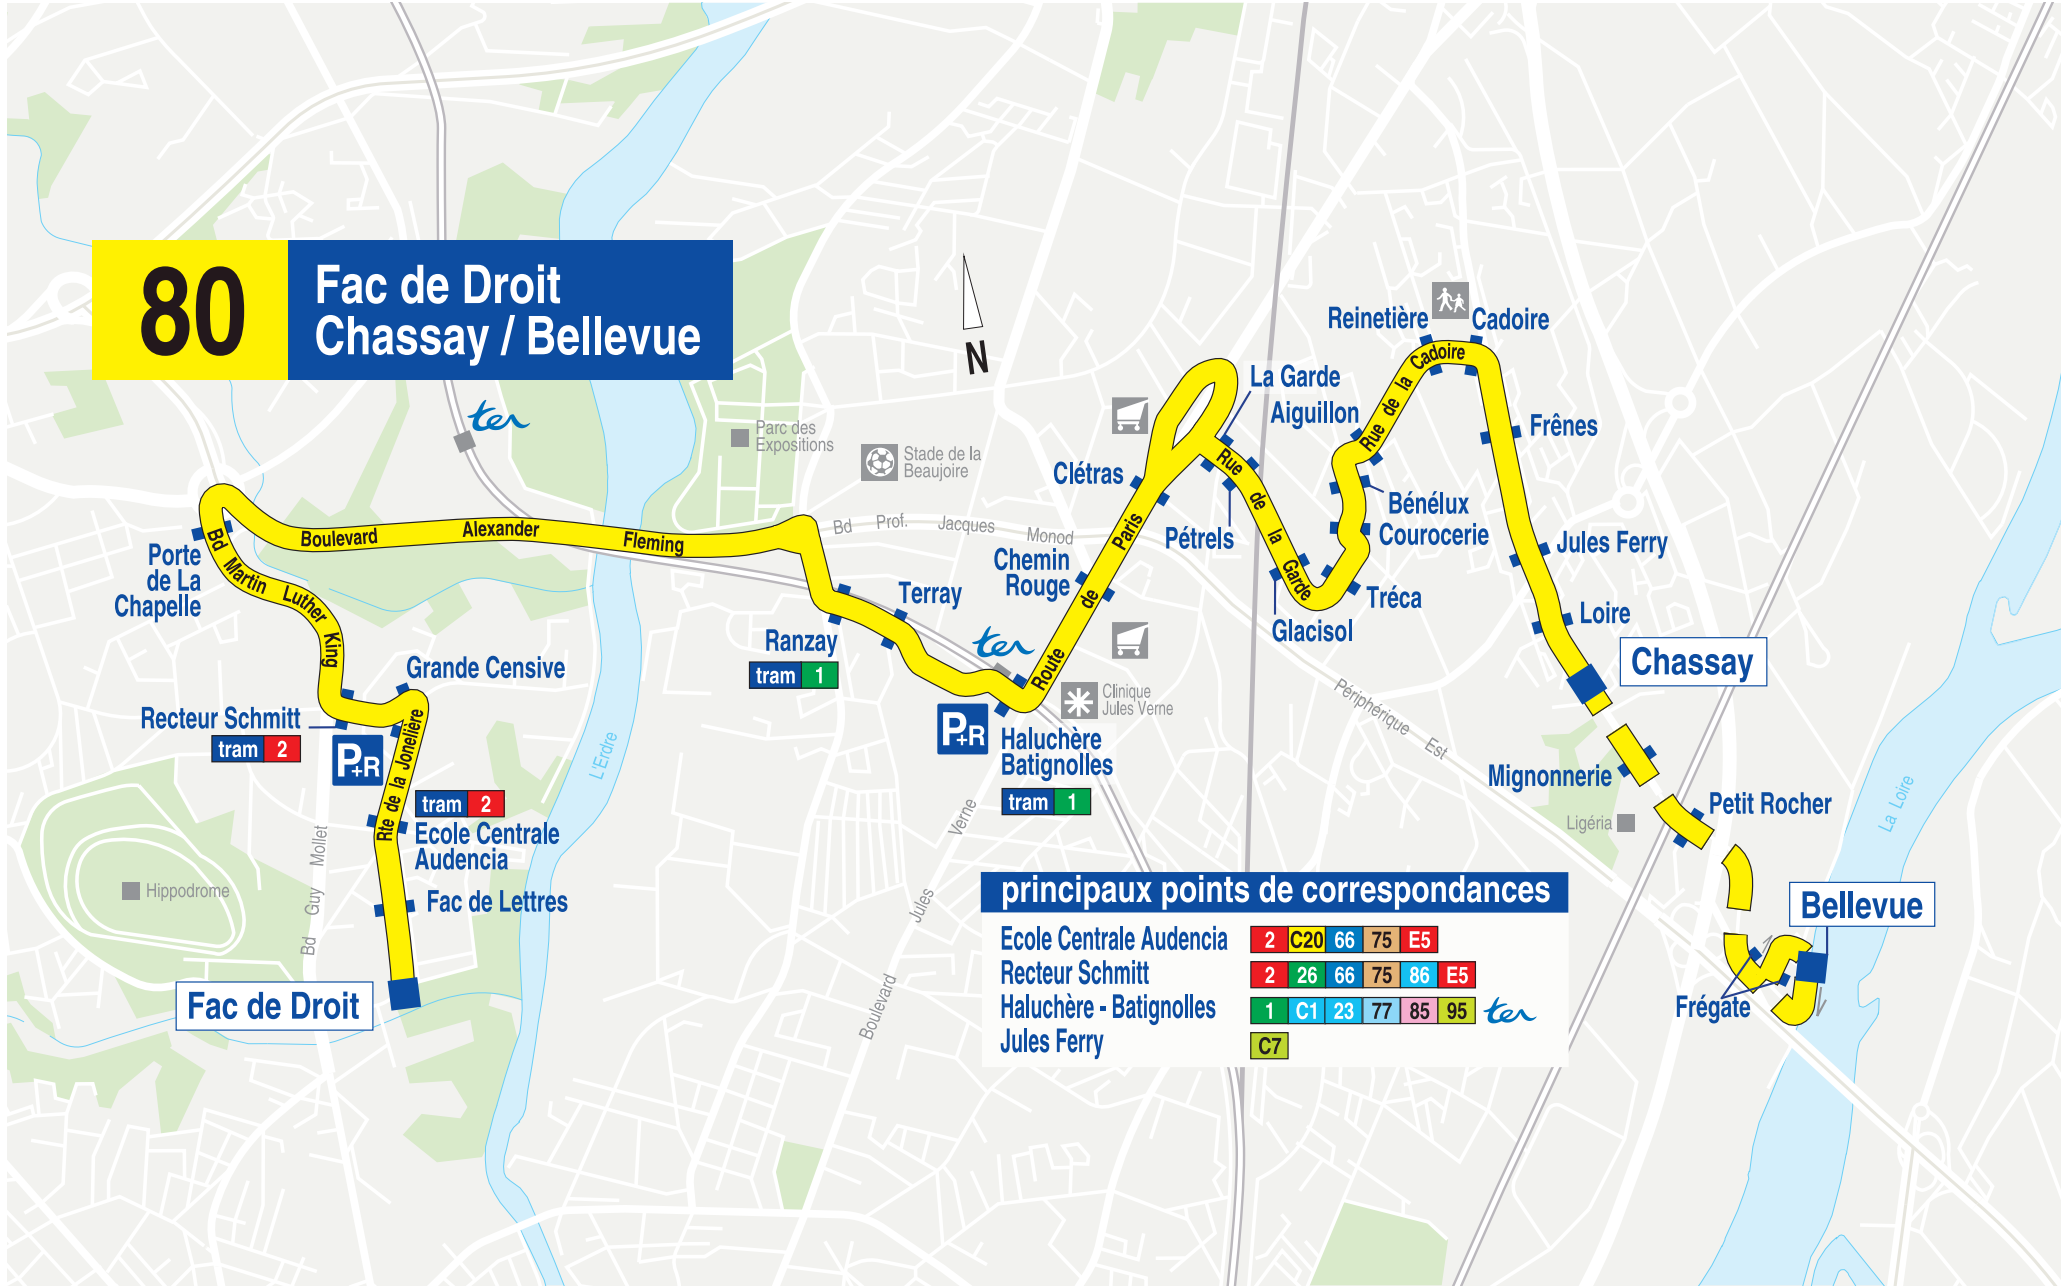 80
Fac de Droit
Chassay / Bellevue
ter
N
Parc des
Expositions
Stade de la
Beaujoire
Bd Prof. Jacques Monod
Reinetière
Cadoire
La Garde
Aiguillon
Rue de la Cadoire
Frênes
Clétras
Bénélux
Courocerie
Pétrels
Rue de la Garde
Jules Ferry
Porte
de La
Chapelle
Boulevard Alexander Fleming
Bd Martin Luther King
Chemin
Rouge
Route de Paris
Terray
Tréca
Loire
Glacisol
Ranzay
tram 1
ter
Chassay
Grande Censive
Recteur Schmitt
tram 2
P+R
Rte de la Jonelière
tram 2
Ecole Centrale
Audencia
P+R
Haluchère
Batignolles
tram 1
Clinique
Jules Verne
Périphérique Est
Mignonnerie
Petit Rocher
Ligéria
L'Erdre
La Loire
Hippodrome
Bd Guy Mollet
Fac de Lettres
Fac de Droit
Boulevard Jules Verne
Bellevue
Frégate
principaux points de correspondances
Ecole Centrale Audencia 2 C20 66 75 E5
Recteur Schmitt 2 26 66 75 86 E5
Haluchère - Batignolles 1 C1 23 77 85 95 ter
Jules Ferry C7